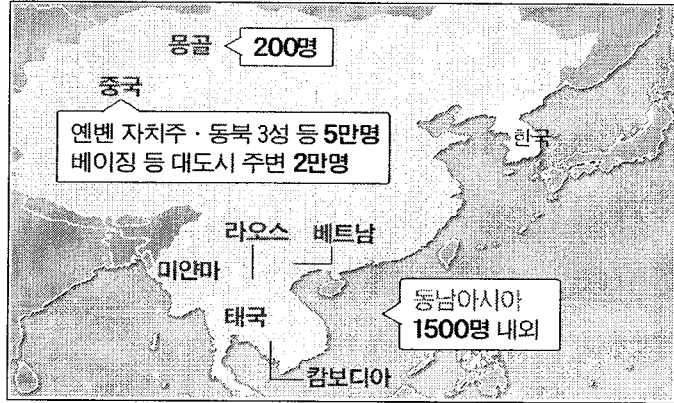 몽골
200명
중국
옌벤 자치주·동북 3성 등 5만명
베이징 등 대도시 주변 2만명
한국
라오스
베트남
미얀마
태국
동남아시아
1500명 내외
캄보디아